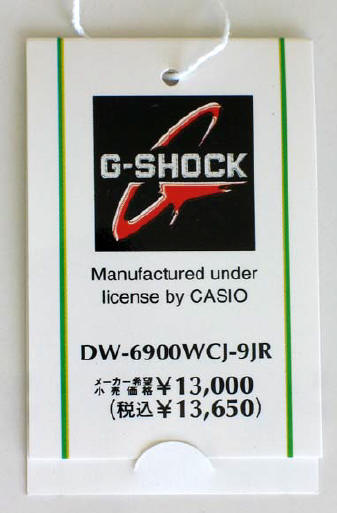 G-SHOCK
Manufactured under
license by CASIO
DW-6900WCJ-9JR
メーカー希望
小売価格 ¥13,000
(税込¥13,650)